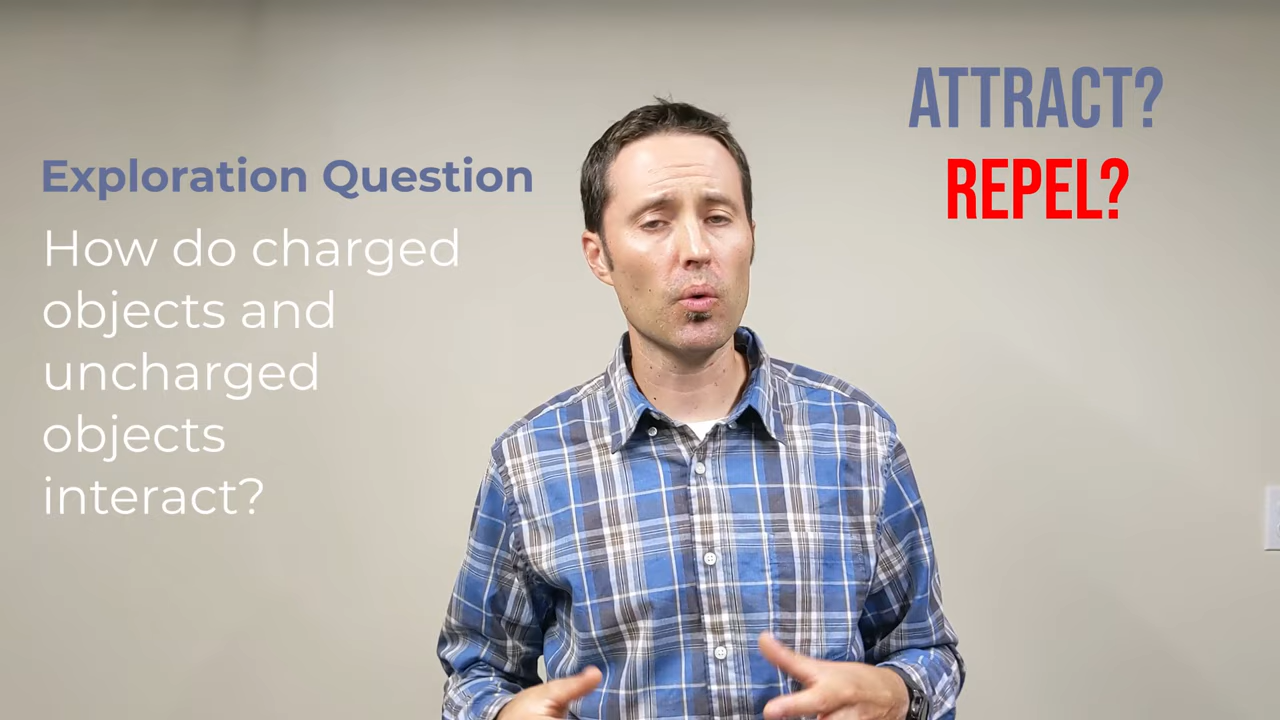 Exploration Question
How do charged
objects and
uncharged
objects
interact?
ATTRACT?
REPEL?